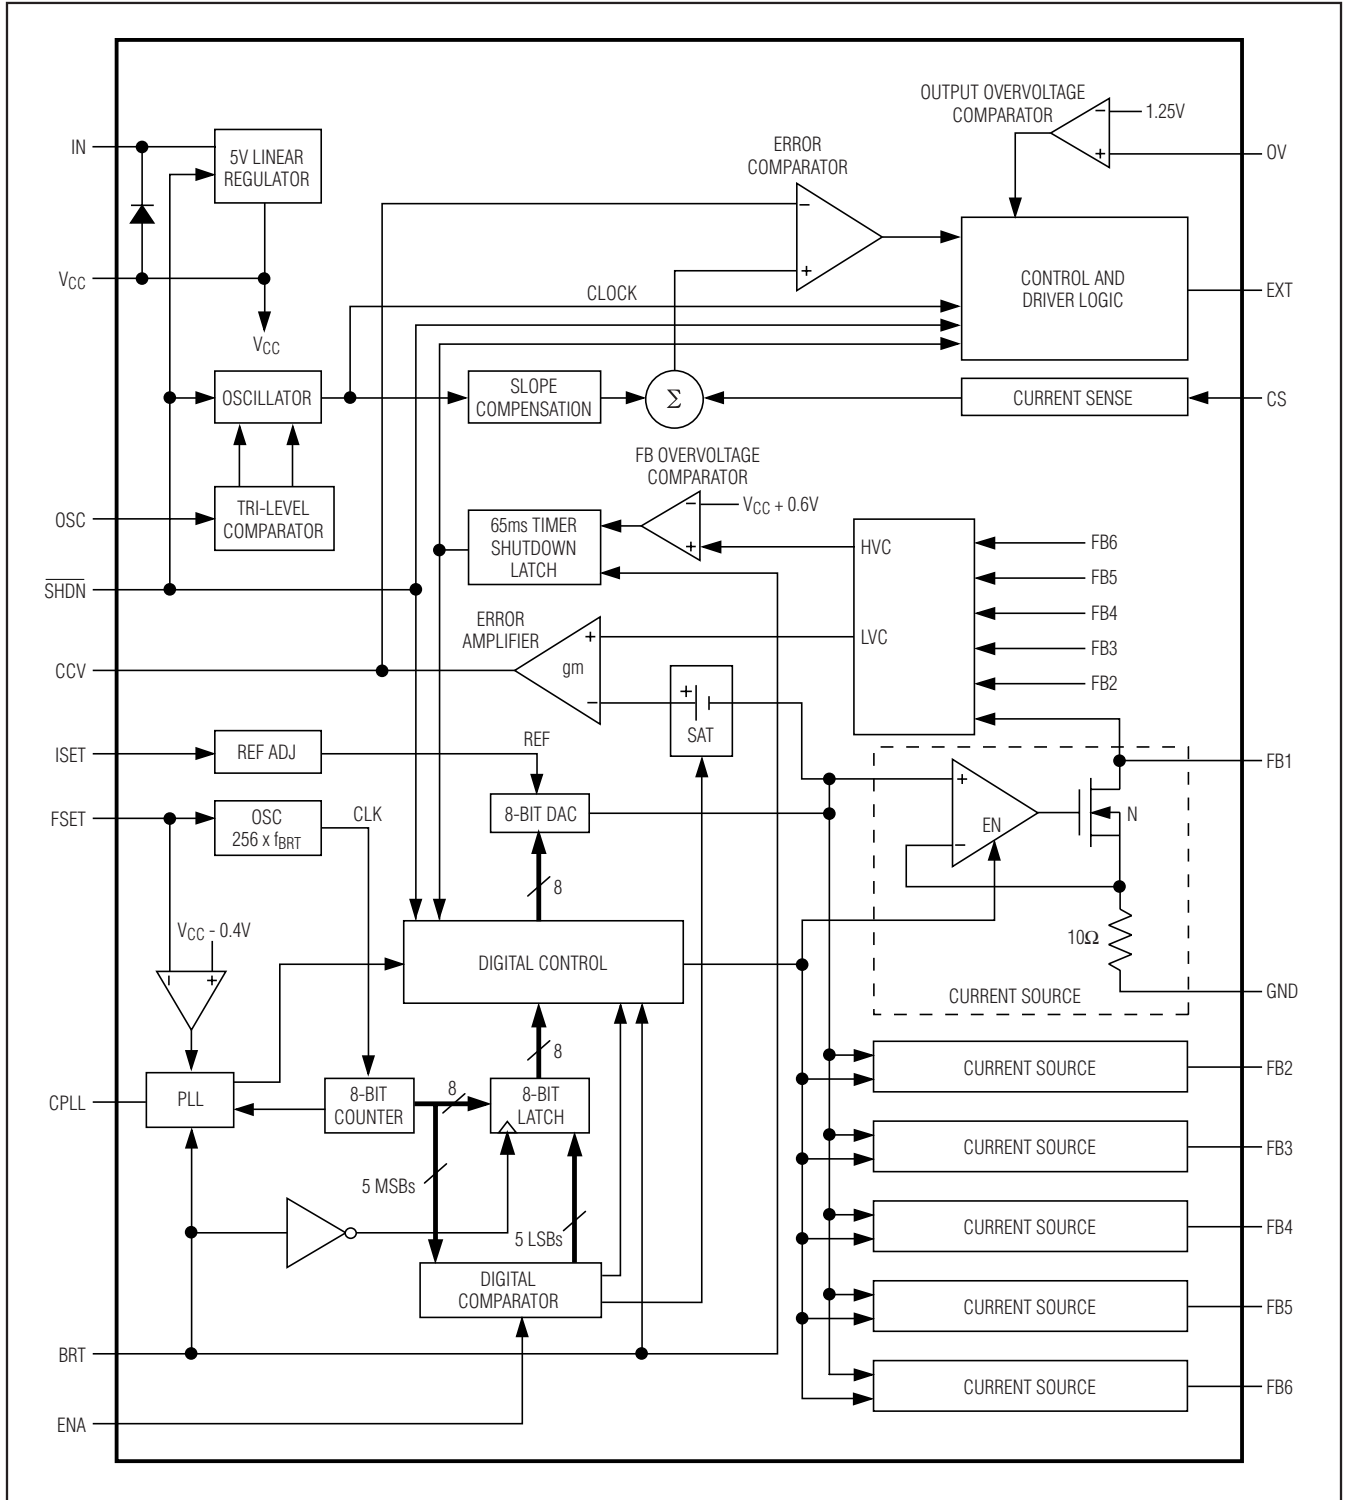 OUTPUT OVERVOLTAGE
COMPARATOR
−
1.25V
+
OV
IN
5V LINEAR
REGULATOR
ERROR
COMPARATOR
−
+
VCC
VCC
CLOCK
CONTROL AND
DRIVER LOGIC
EXT
OSCILLATOR
SLOPE
COMPENSATION
Σ
CURRENT SENSE
CS
FB OVERVOLTAGE
COMPARATOR
−
VCC + 0.6V
+
OSC
TRI-LEVEL
COMPARATOR
65ms TIMER
SHUTDOWN
LATCH
HVC
LVC
FB6
FB5
FB4
FB3
FB2
SHDN
ERROR
AMPLIFIER
+
gm
−
CCV
+
SAT
ISET
REF ADJ
REF
FB1
FSET
OSC
256 x fBRT
CLK
8-BIT DAC
+
EN
−
N
8
VCC - 0.4V
−
+
DIGITAL CONTROL
10Ω
CURRENT SOURCE
GND
8
CPLL
PLL
8-BIT
COUNTER
8
8-BIT
LATCH
CURRENT SOURCE
FB2
CURRENT SOURCE
FB3
5 MSBs
5 LSBs
CURRENT SOURCE
FB4
DIGITAL
COMPARATOR
CURRENT SOURCE
FB5
BRT
CURRENT SOURCE
FB6
ENA